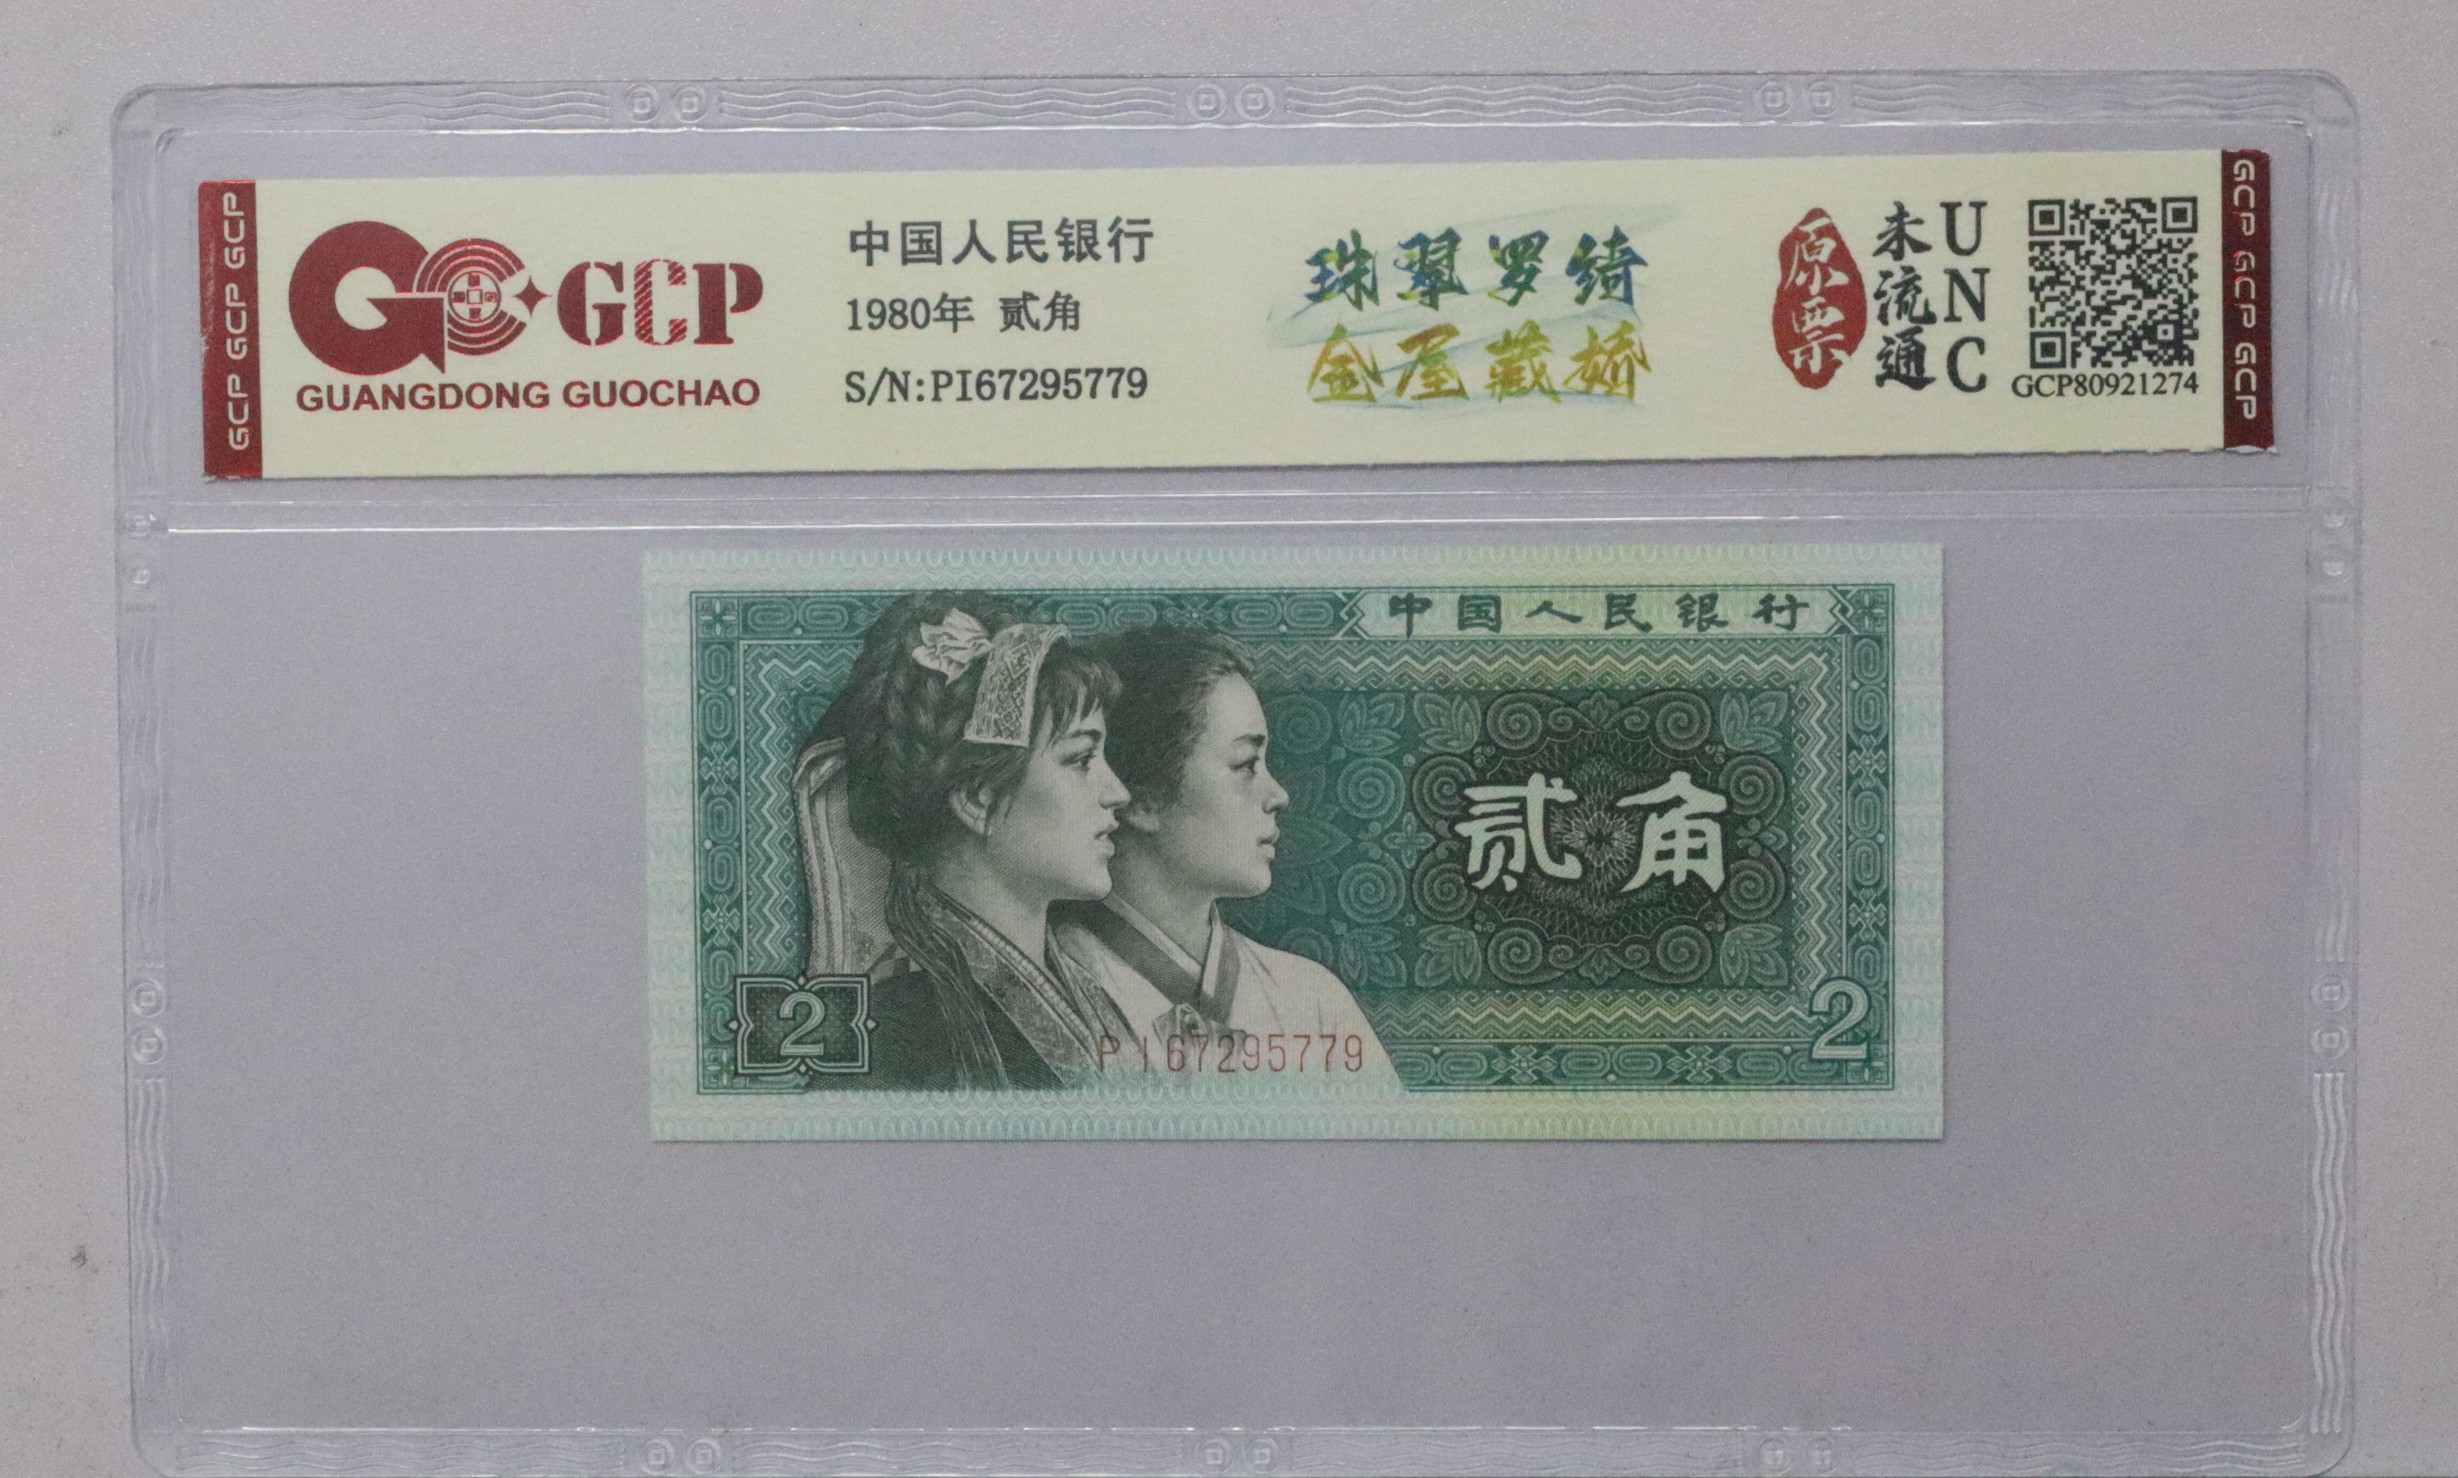 GCP GCP GCP
GCP
GUANGDONG GUOCHAO
中国人民银行
1980年 贰角
S/N:PI67295779
珠翠罗绮
金屋藏娇
原票
未流通
UNC
GCP80921274
GCP GCP GCP
中国人民银行
贰角
2
PI67295779
2